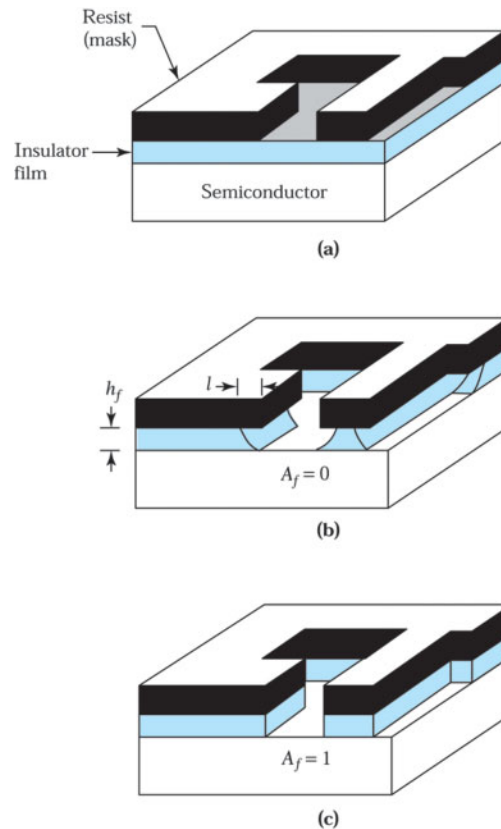 Resist
(mask)
Insulator
film
Semiconductor
(a)
l
h_f
A_f = 0
(b)
A_f = 1
(c)